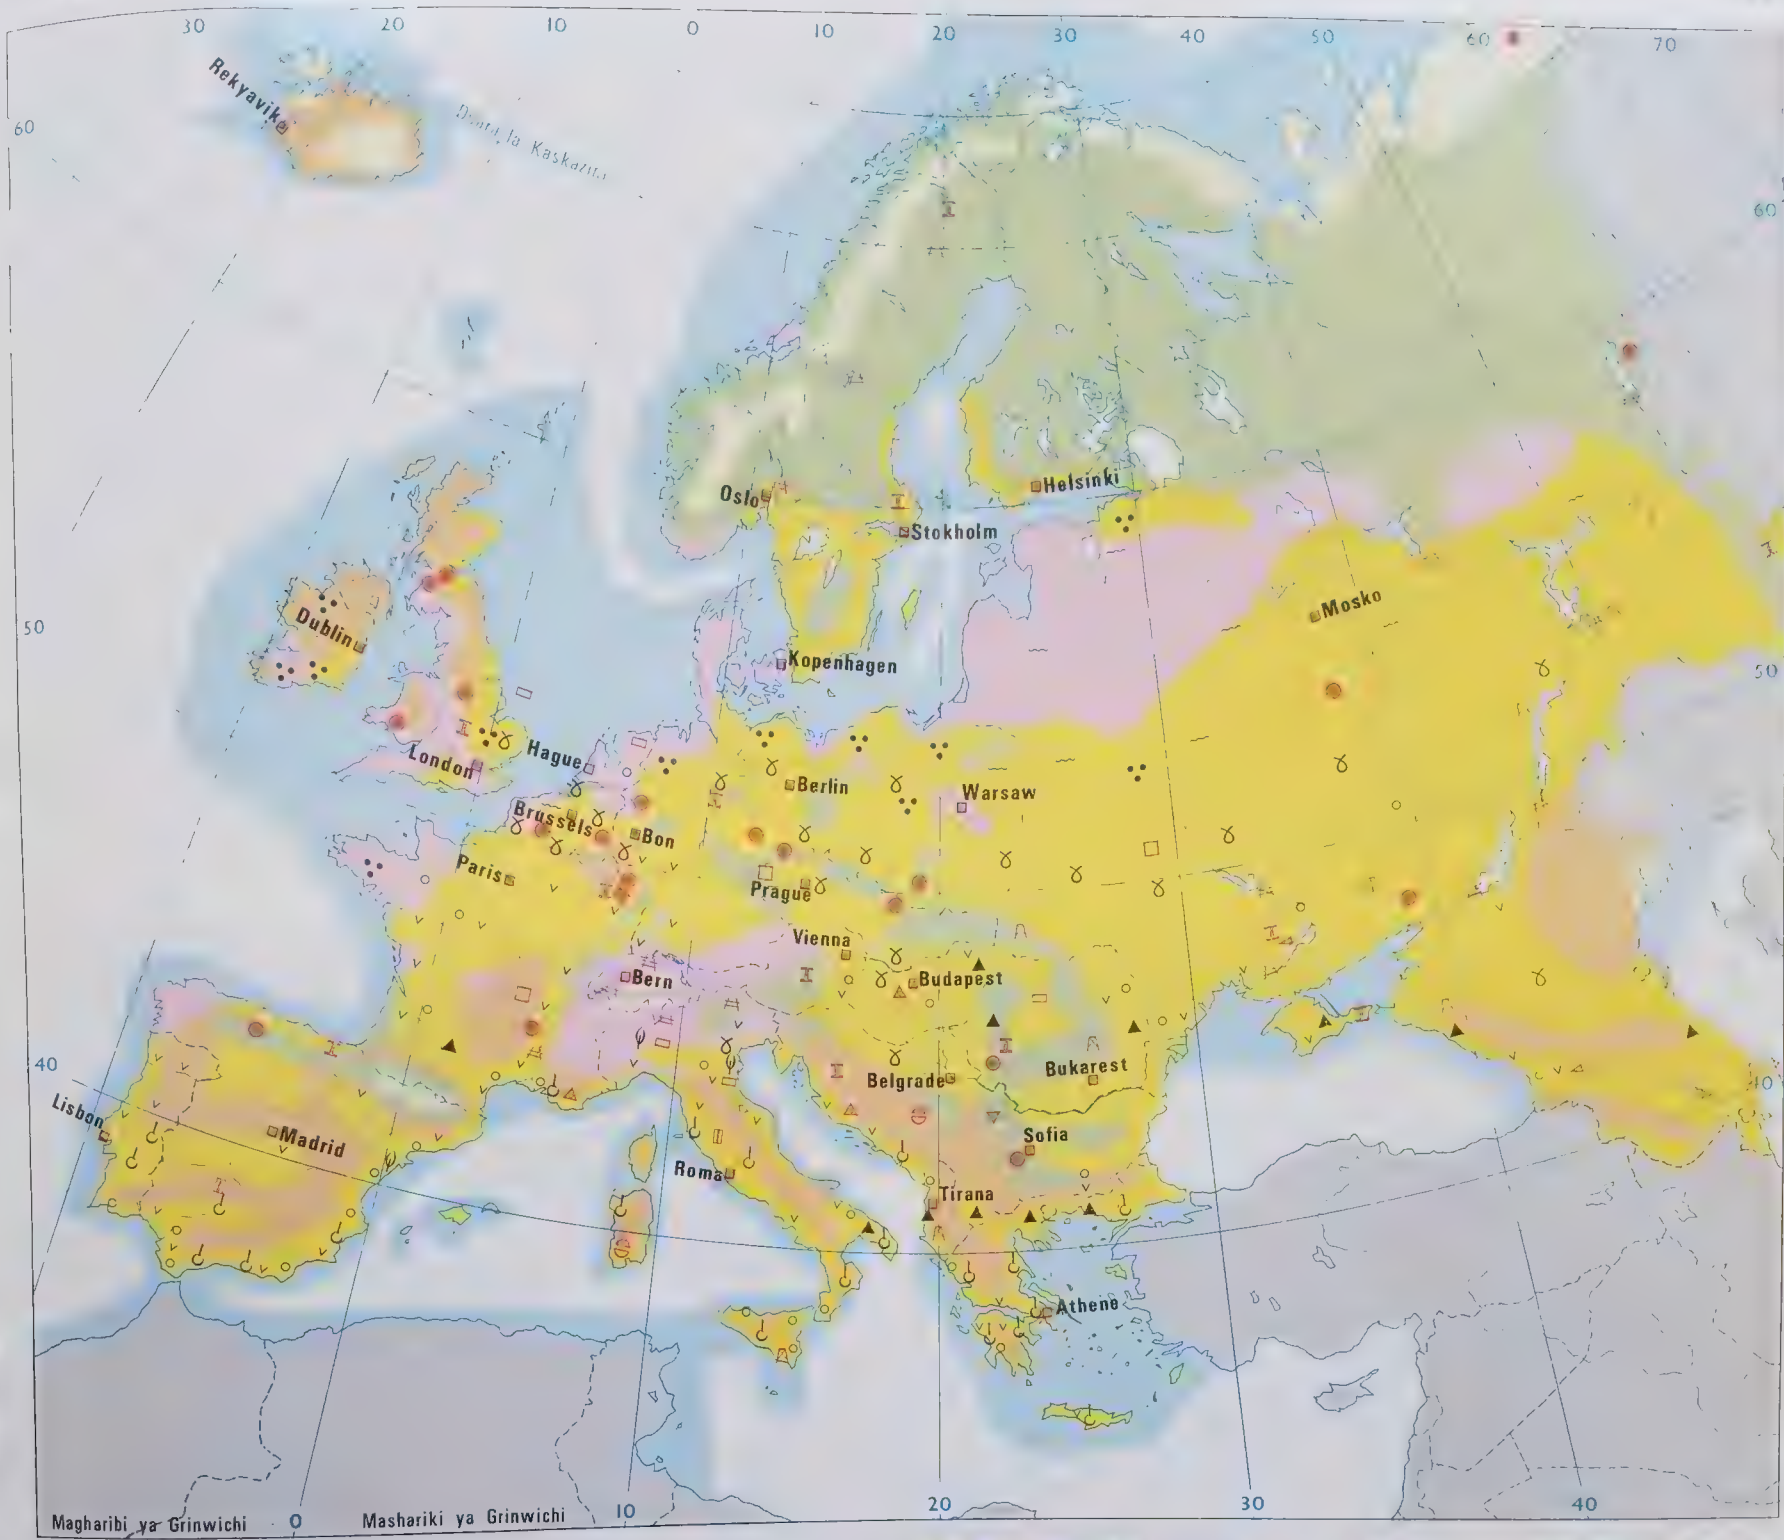 30 20 10 0 10 20 30 40 50 60 70
Rekyavik
60
Duara la Kaskazini
60
Oslo
Helsinki
Stokholm
Mosko
Dublin
50
Kopenhagen
50
London
Hague
Berlin
Warsaw
Brussels
Bon
Paris
Prague
Vienna
Bern
Budapest
40
Belgrade
Bukarest
40
Lisbon
Madrid
Sofia
Roma
Tirana
Athene
Magharibi ya Grinwichi 0 Mashariki ya Grinwichi 10 20 30 40